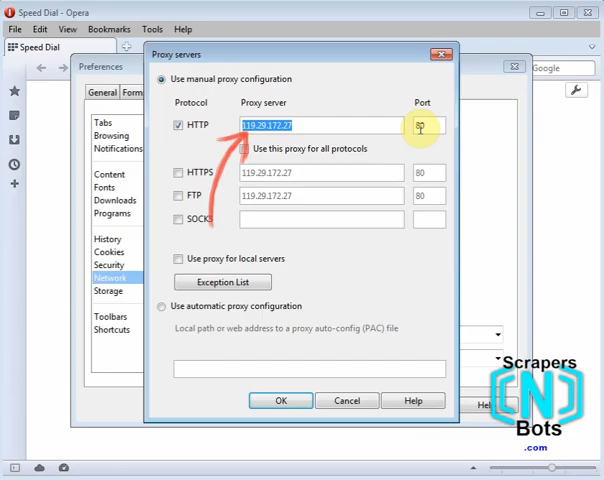 Speed Dial - Opera
File Edit View Bookmarks Tools Help
Speed Dial
Google
Preferences
General Form
Tabs
Browsing
Notifications
Content
Fonts
Downloads
Programs
History
Cookies
Security
Network
Storage
Toolbars
Shortcuts
Help
Proxy servers
Use manual proxy configuration
Protocol Proxy server Port
HTTP 119.29.172.27 80
Use this proxy for all protocols
HTTPS 119.29.172.27 80
FTP 119.29.172.27 80
SOCKS
Use proxy for local servers
Exception List
Use automatic proxy configuration
Local path or web address to a proxy auto-config (PAC) file
OK Cancel Help
Scrapers
N
Bots
.com